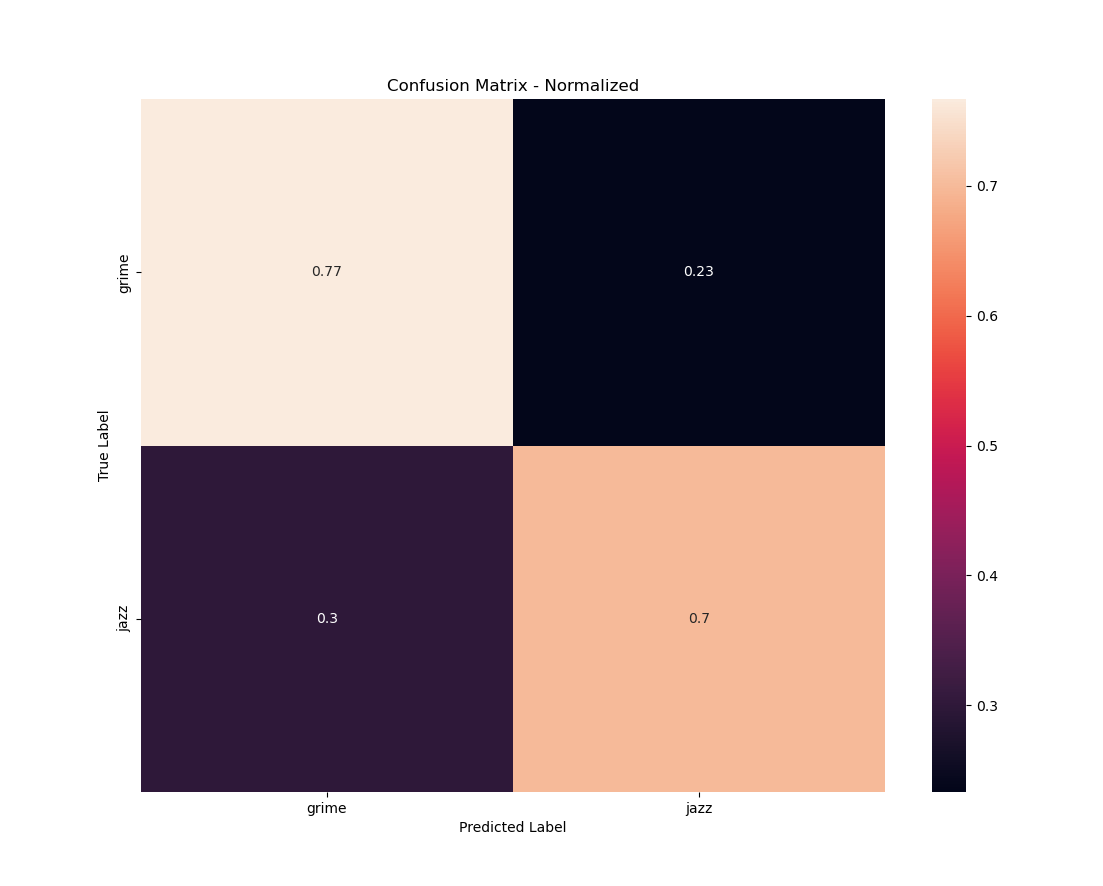 Confusion Matrix - Normalized
True Label
grime
0.77
0.23
jazz
0.3
0.7
grime
jazz
Predicted Label
0.7
0.6
0.5
0.4
0.3